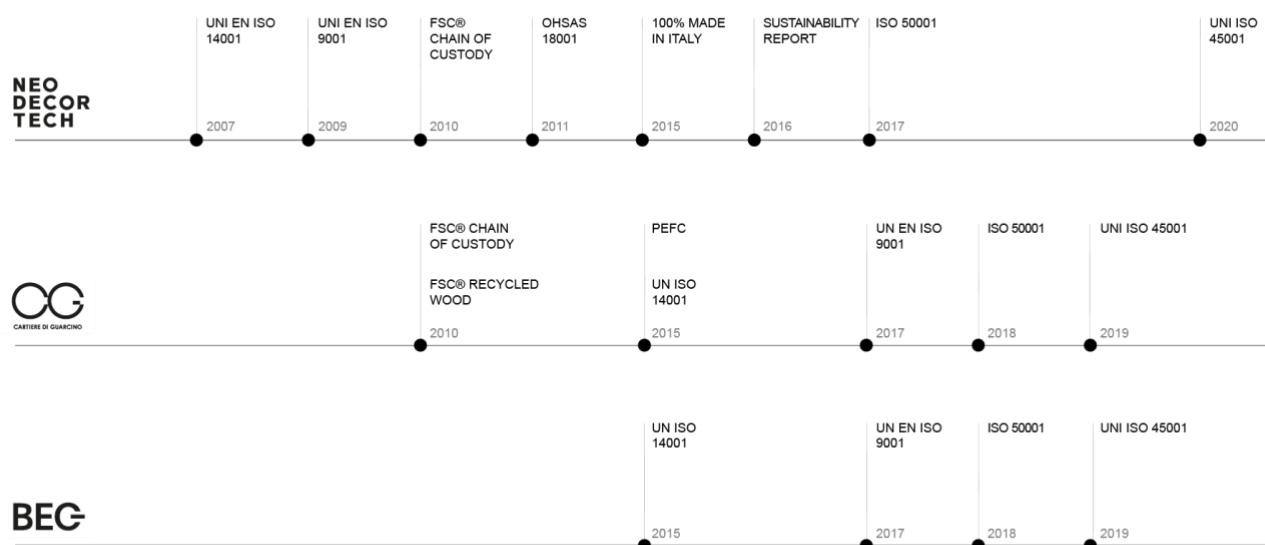 UNI EN ISO
14001
UNI EN ISO
9001
FSC®
CHAIN OF
CUSTODY
OHSAS
18001
100% MADE
IN ITALY
SUSTAINABILITY
REPORT
ISO 50001
UNI ISO
45001
NEO
DECOR
TECH
2007
2009
2010
2011
2015
2016
2017
2020
FSC® CHAIN
OF CUSTODY
FSC® RECYCLED
WOOD
PEFC
UN ISO
14001
UN EN ISO
9001
ISO 50001
UNI ISO 45001
CG
CARTIERE DI GUARCINO
2010
2015
2017
2018
2019
UN ISO
14001
UN EN ISO
9001
ISO 50001
UNI ISO 45001
BEG
2015
2017
2018
2019